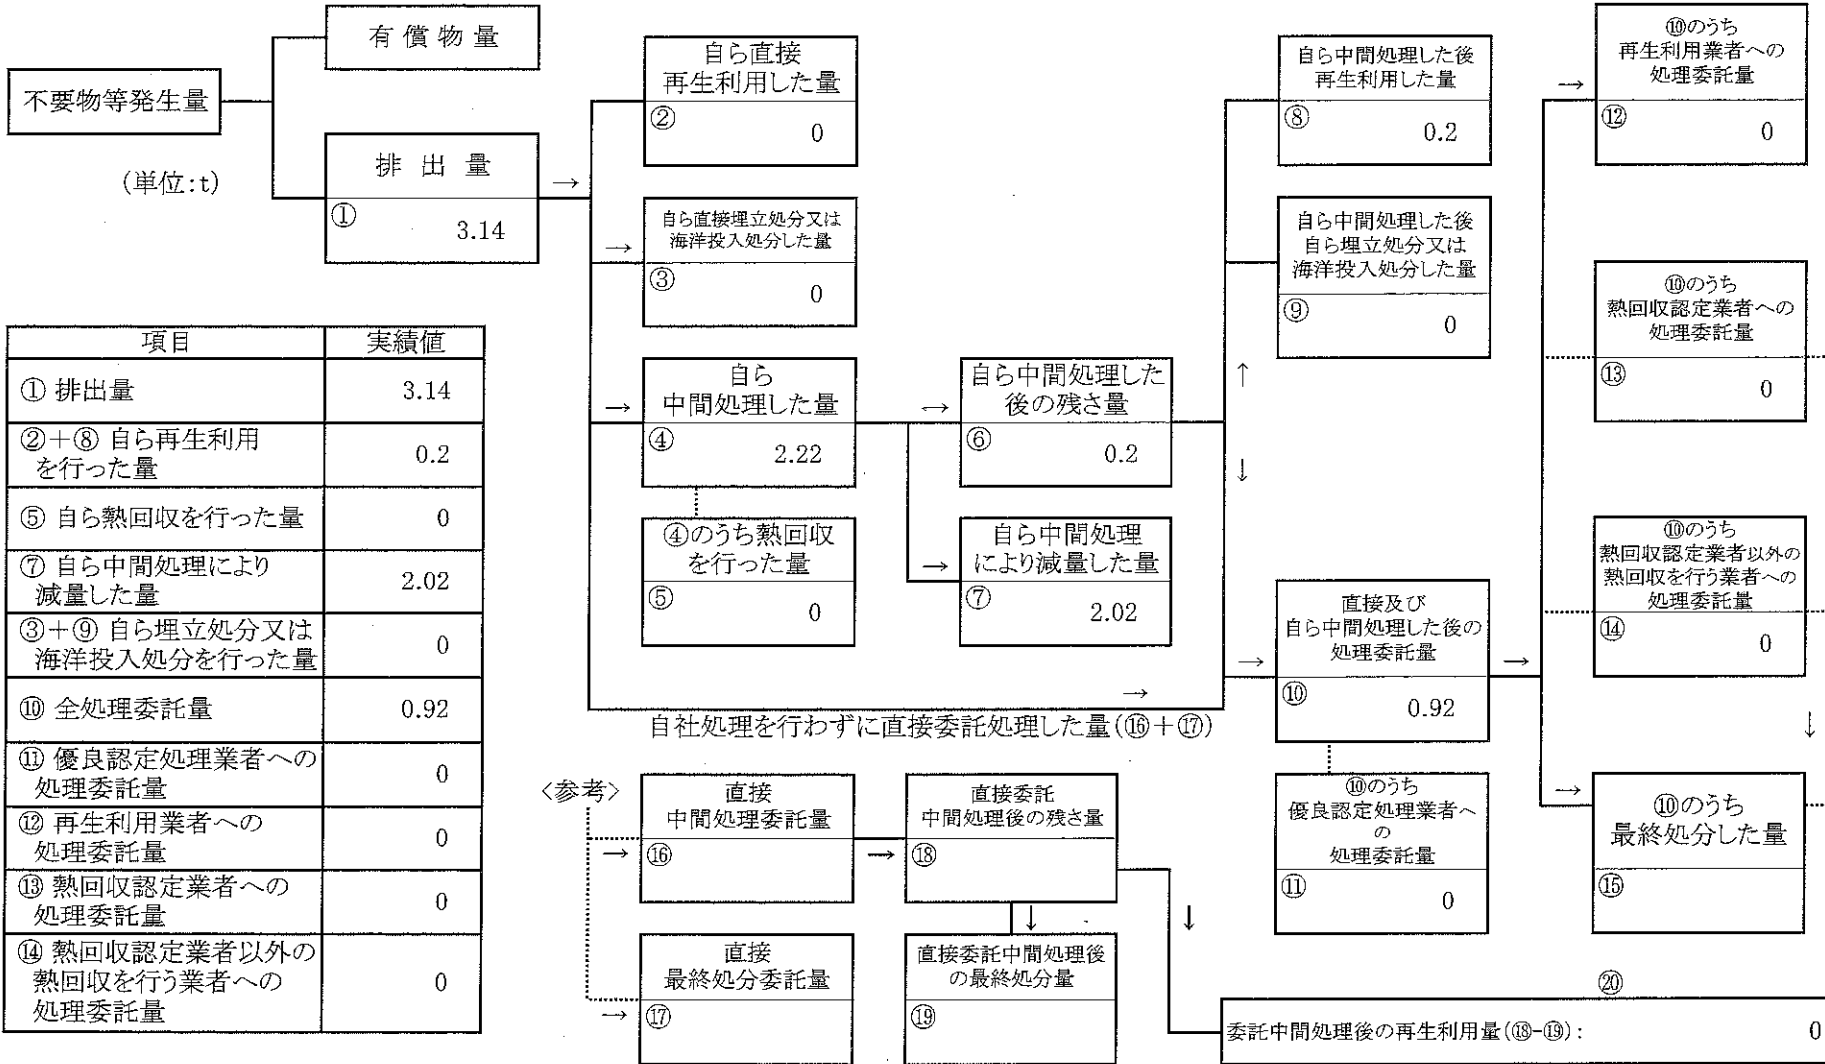 有 償 物 量
不要物等発生量
(単位:t)
排 出 量
①
3.14
→
自ら直接
再生利用した量
②
0
→
自ら直接埋立処分又は
海洋投入処分した量
③
0
→
自ら
中間処理した量
④
2.22
④のうち熱回収
を行った量
⑤
0
→
自ら中間処理した
後の残さ量
⑥
0.2
→
自ら中間処理
により減量した量
⑦
2.02
↑
↓
自ら中間処理した後
再生利用した量
⑧
0.2
自ら中間処理した後
自ら埋立処分又は
海洋投入処分した量
⑨
0
→
直接及び
自ら中間処理した後の
処理委託量
⑩
0.92
⑩のうち
優良認定処理業者へ
の
処理委託量
⑪
0
→
→
⑩のうち
再生利用業者への
処理委託量
⑫
0
⑩のうち
熱回収認定業者への
処理委託量
⑬
0
⑩のうち
熱回収認定業者以外の
熱回収を行う業者への
処理委託量
⑭
0
↓
→
⑩のうち
最終処分した量
⑮
→
自社処理を行わずに直接委託処理した量(⑯+⑰)
<参考>
→
直接
中間処理委託量
⑯
→
直接委託
中間処理後の残さ量
⑱
→
直接
最終処分委託量
⑰
↓
直接委託中間処理後
の最終処分量
⑲
↓
⑳
委託中間処理後の再生利用量(⑱-⑲): 0
項目 実績値
① 排出量 3.14
②+⑧ 自ら再生利用
を行った量 0.2
⑤ 自ら熱回収を行った量 0
⑦ 自ら中間処理により
減量した量 2.02
③+⑨ 自ら埋立処分又は
海洋投入処分を行った量 0
⑩ 全処理委託量 0.92
⑪ 優良認定処理業者への
処理委託量 0
⑫ 再生利用業者への
処理委託量 0
⑬ 熱回収認定業者への
処理委託量 0
⑭ 熱回収認定業者以外の
熱回収を行う業者への
処理委託量 0